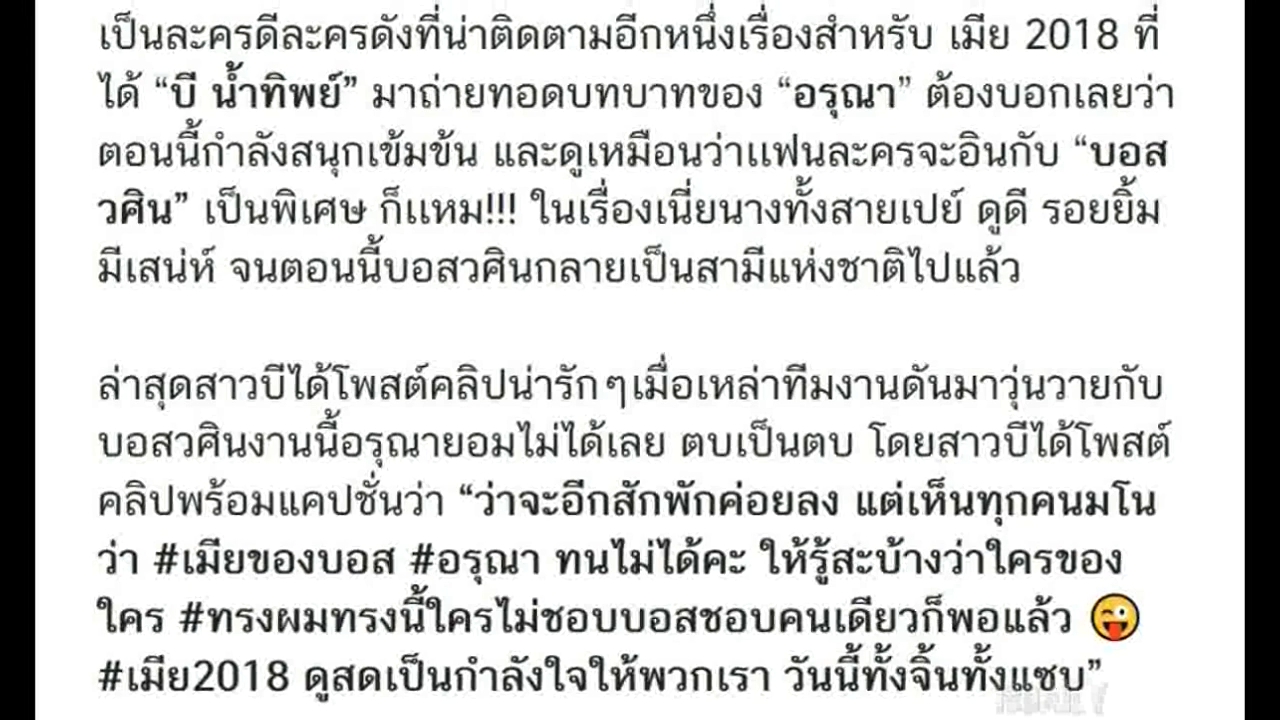 เป็นละครดีละครดังที่น่าติดตามอีกหนึ่งเรื่องสำหรับ เมีย 2018 ที่
ได้ “บี น้ำทิพย์” มาถ่ายทอดบทบาทของ “อรุณา” ต้องบอกเลยว่า
ตอนนี้กำลังสนุกเข้มข้น และดูเหมือนว่าแฟนละครจะอินกับ “บอส
วศิน” เป็นพิเศษ ก็แหม!!! ในเรื่องเนี่ยนางทั้งสายเปย์ ดูดี รอยยิ้ม
มีเสน่ห์ จนตอนนี้บอสวศินกลายเป็นสามีแห่งชาติไปแล้ว
ล่าสุดสาวบีได้โพสต์คลิปน่ารักๆเมื่อเหล่าทีมงานดันมาวุ่นวายกับ
บอสวศินงานนี้อรุณายอมไม่ได้เลย ตบเป็นตบ โดยสาวบีได้โพสต์
คลิปพร้อมแคปชั่นว่า “ว่าจะอีกสักพักค่อยลง แต่เห็นทุกคนมโน
ว่า #เมียของบอส #อรุณา ทนไม่ได้คะ ให้รู้สะบ้างว่าใครของ
ใคร #ทรงผมทรงนี้ใครไม่ชอบบอสชอบคนเดียวก็พอแล้ว 😜
#เมีย2018 ดูสดเป็นกำลังใจให้พวกเรา วันนี้ทั้งจิ้นทั้งแซบ”